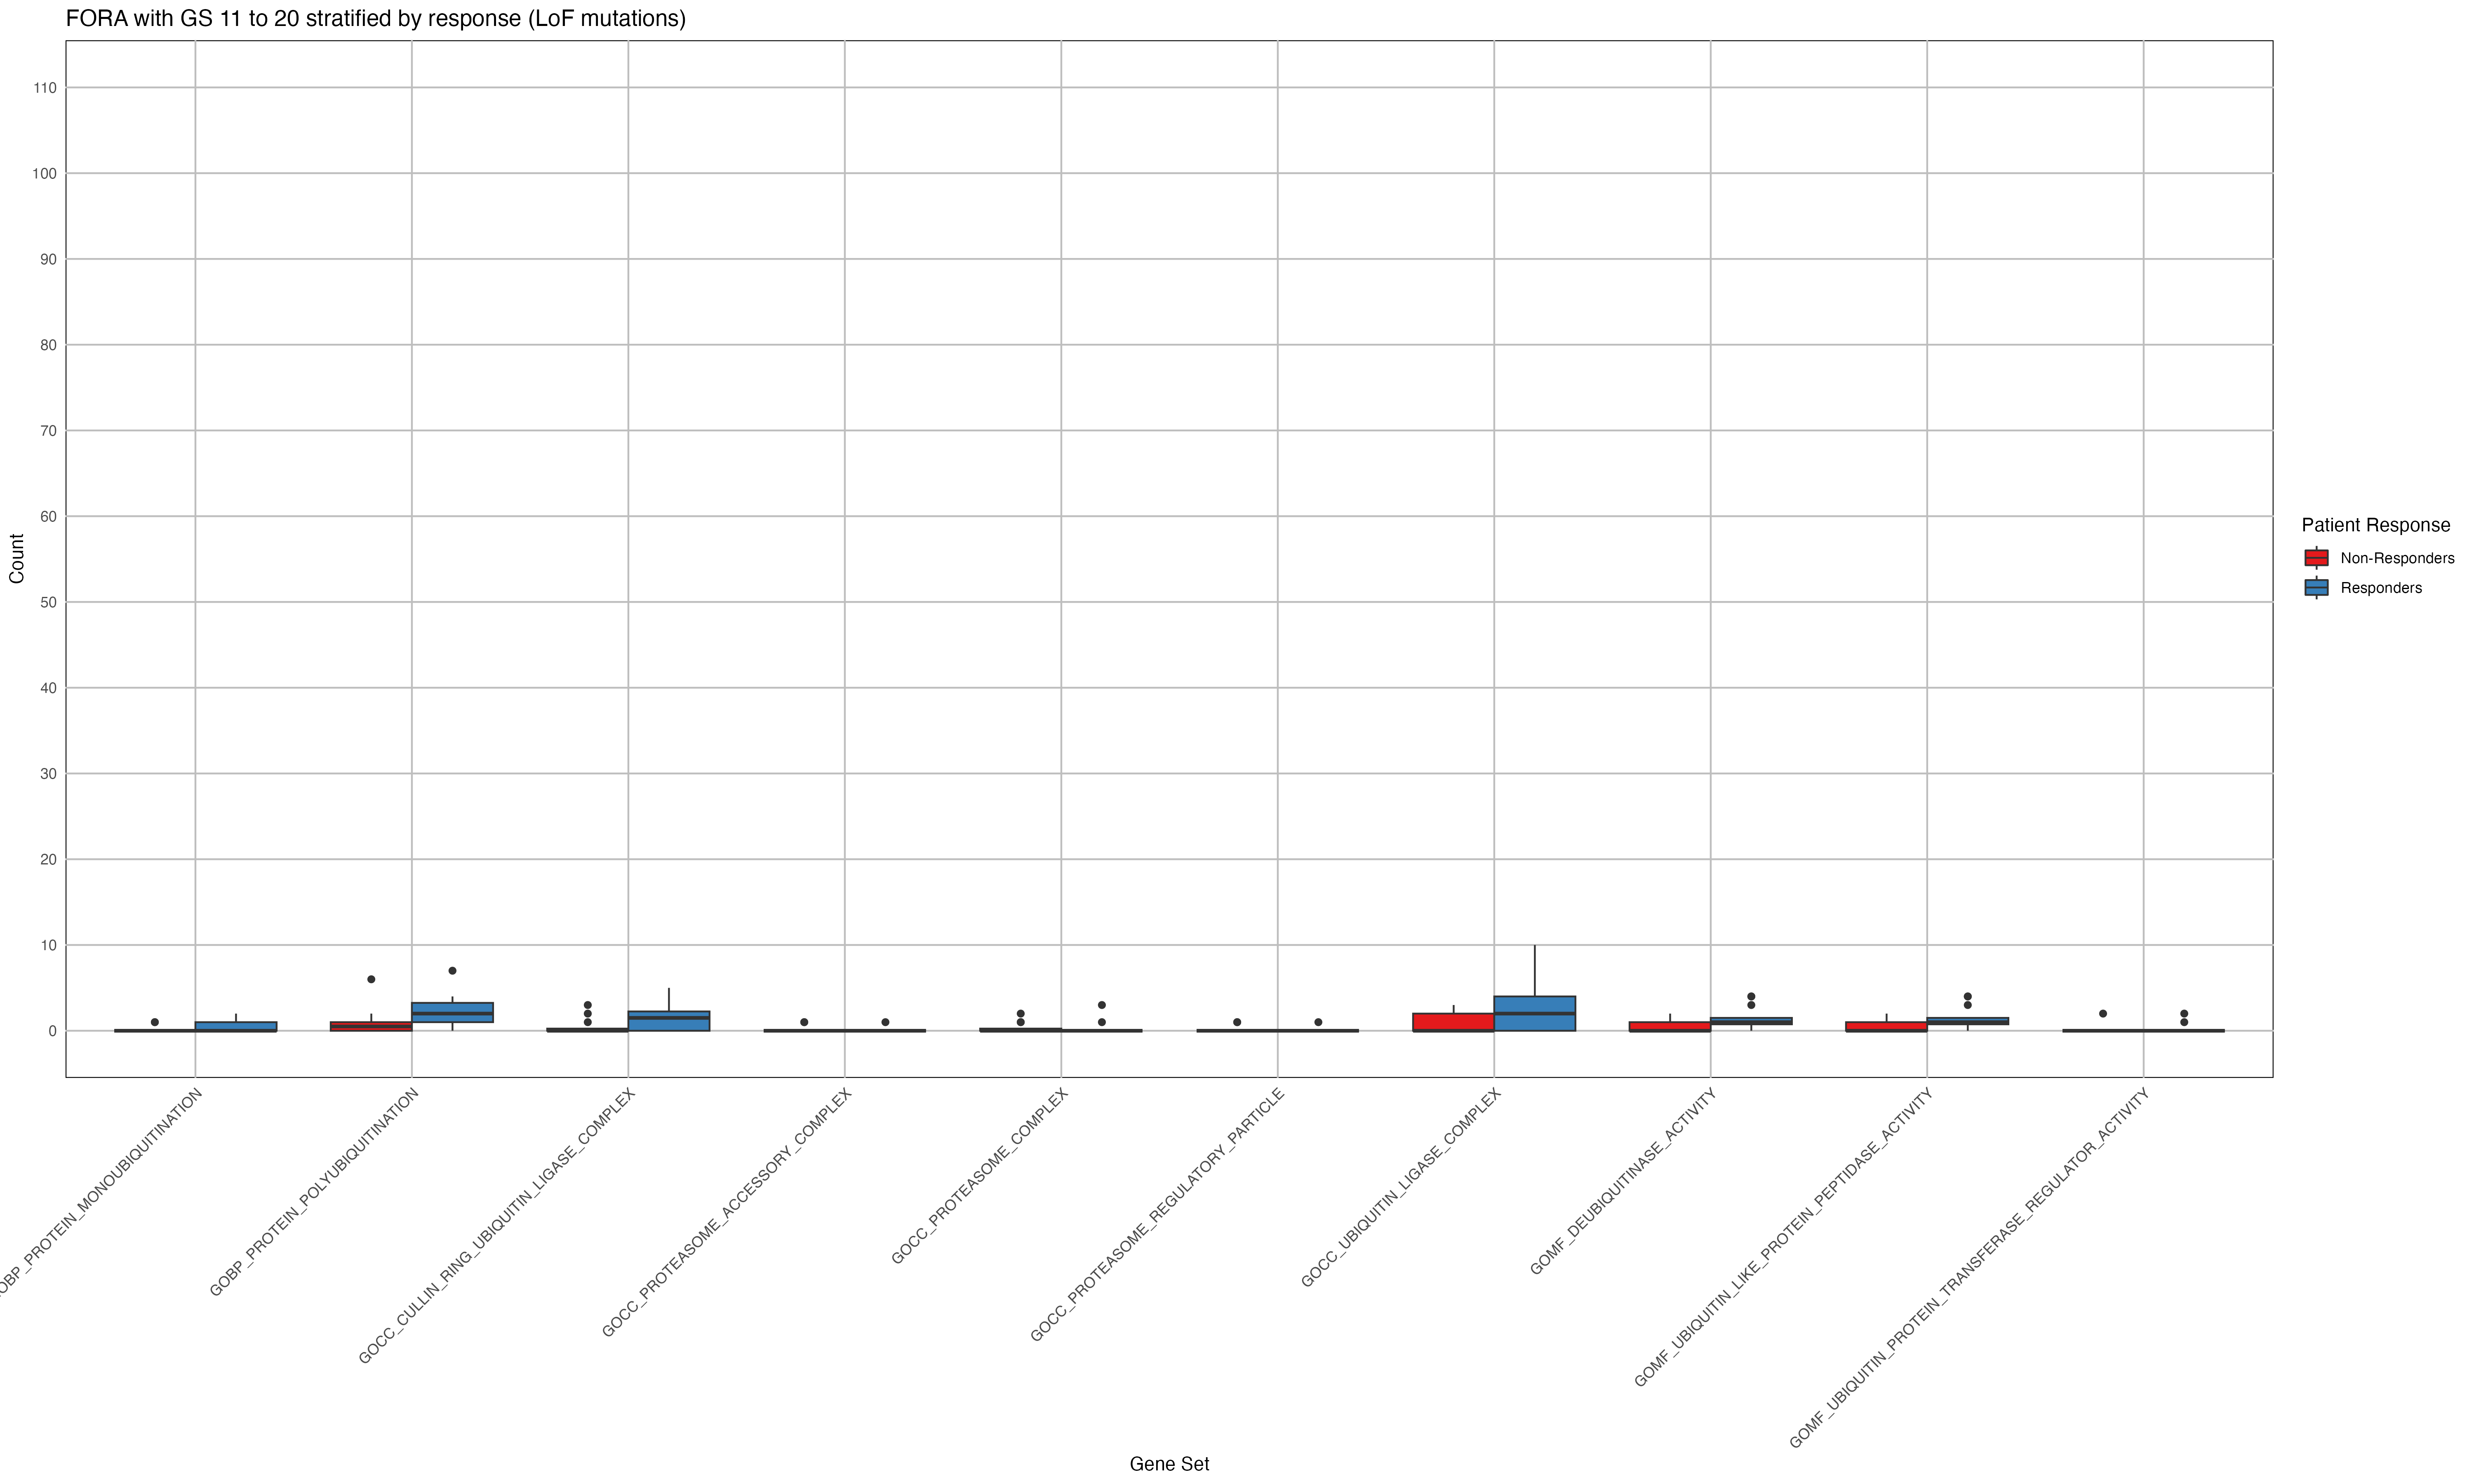 FORA with GS 11 to 20 stratified by response (LoF mutations)
110
100
90
80
70
60
50
40
30
20
10
0
Count
OBP_PROTEIN_MONOUBIQUITINATION
GOBP_PROTEIN_POLYUBIQUITINATION
GOCC_CULLIN_RING_UBIQUITIN_LIGASE_COMPLEX
GOCC_PROTEASOME_ACCESSORY_COMPLEX
GOCC_PROTEASOME_COMPLEX
GOCC_PROTEASOME_REGULATORY_PARTICLE
GOCC_UBIQUITIN_LIGASE_COMPLEX
GOMF_DEUBIQUITINASE_ACTIVITY
GOMF_UBIQUITIN_LIKE_PROTEIN_PEPTIDASE_ACTIVITY
GOMF_UBIQUITIN_PROTEIN_TRANSFERASE_REGULATOR_ACTIVITY
Gene Set
Patient Response
Non-Responders
Responders